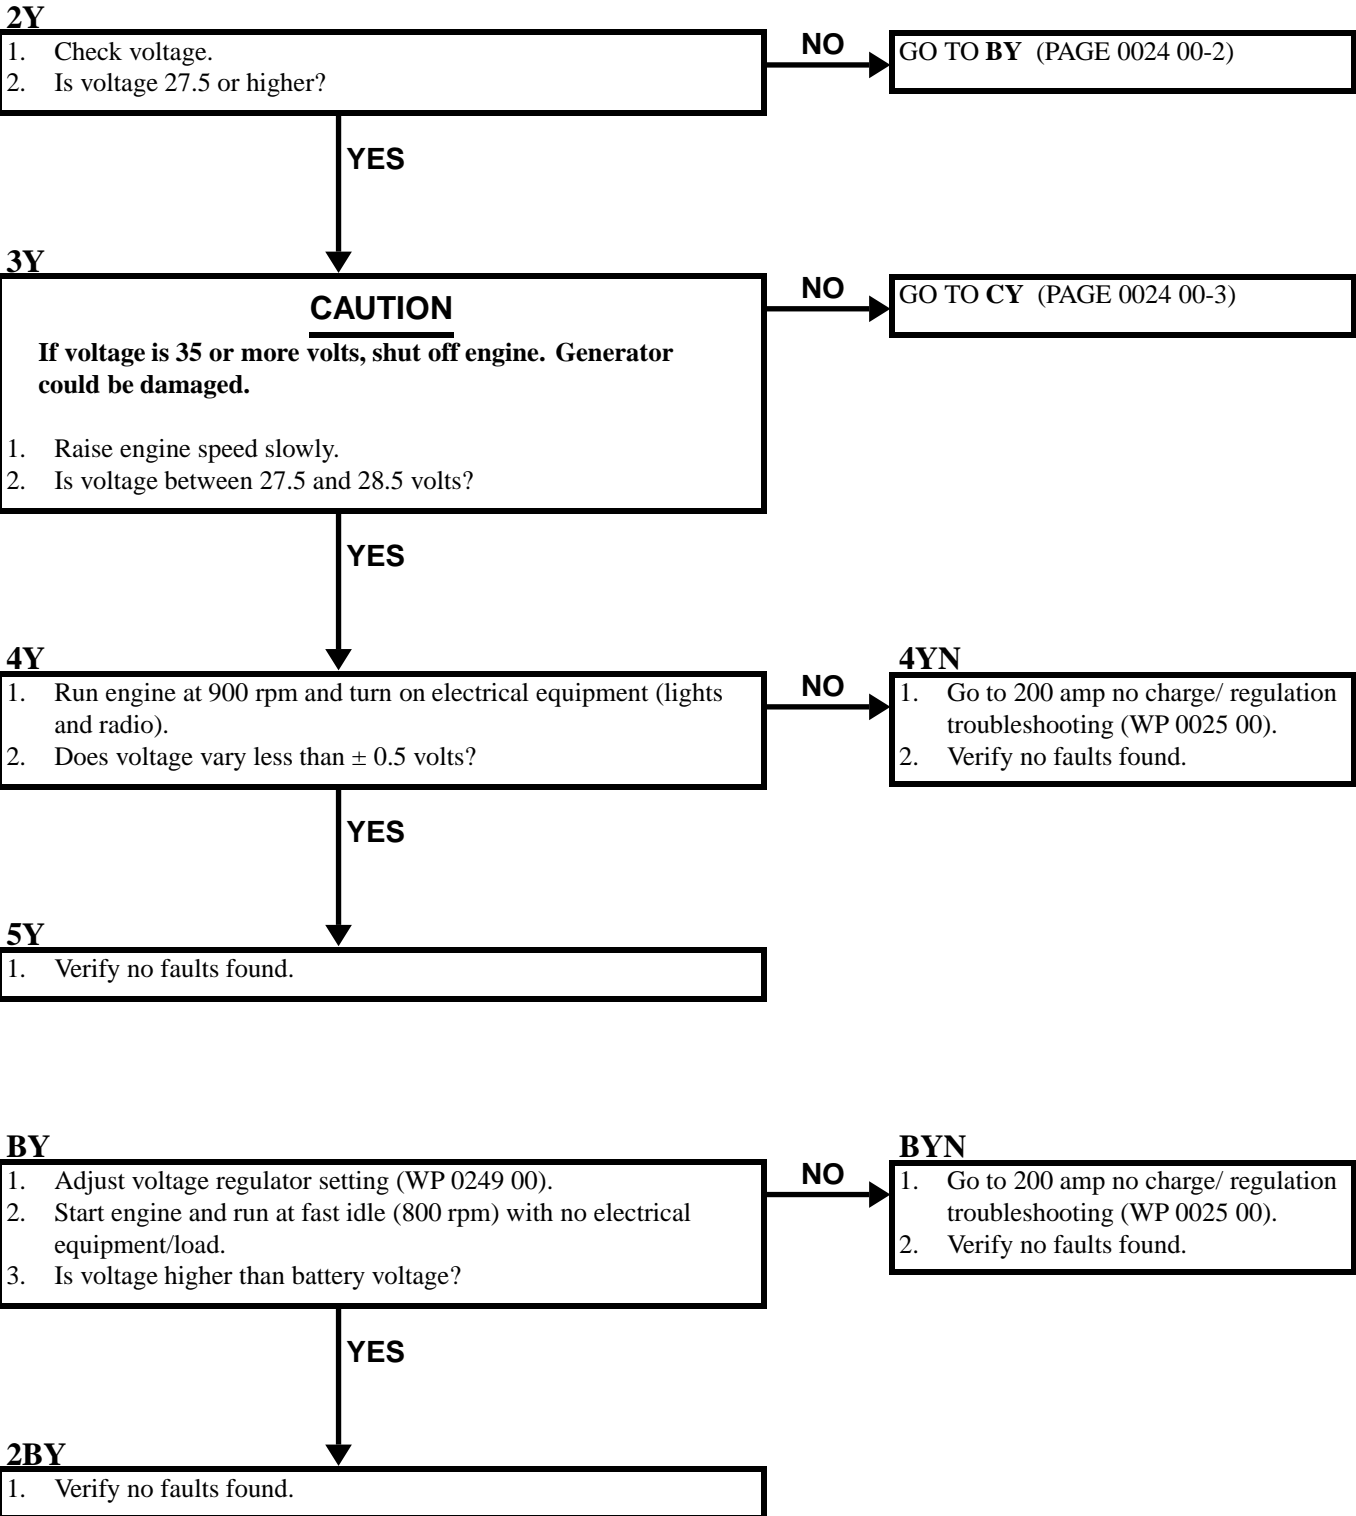 2Y
1. Check voltage.
2. Is voltage 27.5 or higher?
NO
GO TO BY (PAGE 0024 00-2)
YES
3Y
CAUTION
If voltage is 35 or more volts, shut off engine. Generator
could be damaged.
1. Raise engine speed slowly.
2. Is voltage between 27.5 and 28.5 volts?
NO
GO TO CY (PAGE 0024 00-3)
YES
4Y
1. Run engine at 900 rpm and turn on electrical equipment (lights
and radio).
2. Does voltage vary less than ± 0.5 volts?
NO
4YN
1. Go to 200 amp no charge/ regulation
troubleshooting (WP 0025 00).
2. Verify no faults found.
YES
5Y
1. Verify no faults found.
BY
1. Adjust voltage regulator setting (WP 0249 00).
2. Start engine and run at fast idle (800 rpm) with no electrical
equipment/load.
3. Is voltage higher than battery voltage?
NO
BYN
1. Go to 200 amp no charge/ regulation
troubleshooting (WP 0025 00).
2. Verify no faults found.
YES
2BY
1. Verify no faults found.